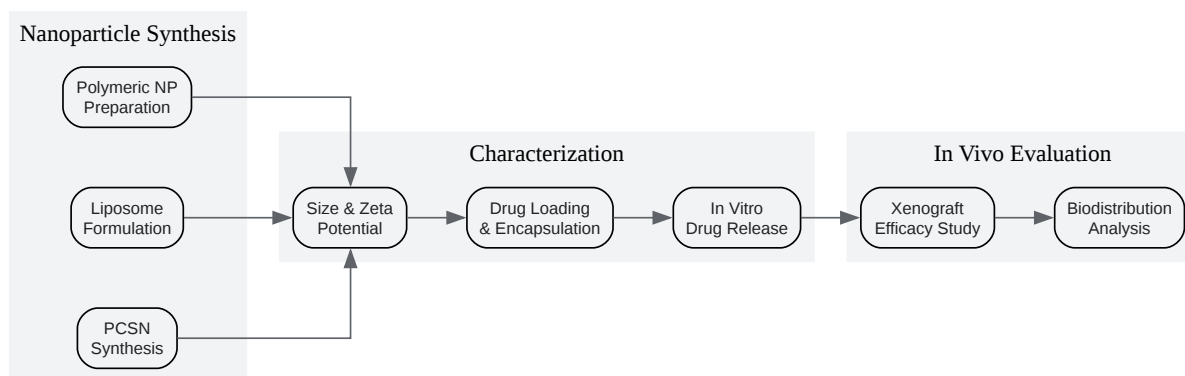 Nanoparticle Synthesis
Polymeric NP
Preparation
Liposome
Formulation
PCSN
Synthesis
Characterization
Size & Zeta
Potential
Drug Loading
& Encapsulation
In Vitro
Drug Release
In Vivo Evaluation
Xenograft
Efficacy Study
Biodistribution
Analysis